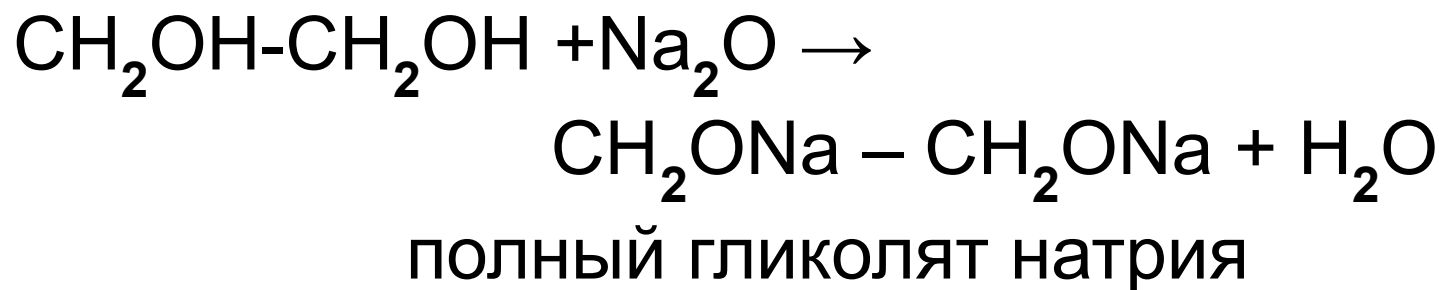 CH₂OH-CH₂OH +Na₂O →
CH₂ONa – CH₂ONa + H₂O
полный гликолят натрия